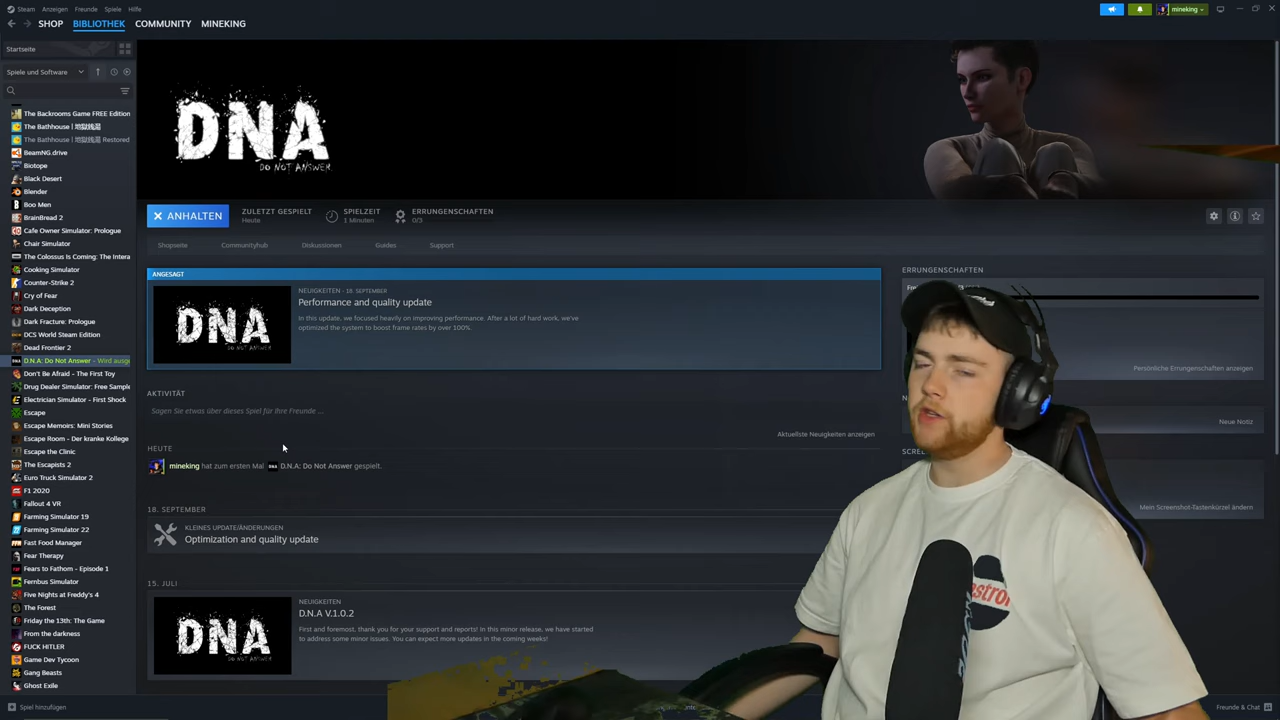 Steam Anzeigen Freunde Spiele Hilfe
mineking
SHOP BIBLIOTHEK COMMUNITY MINEKING
Startseite
Spiele und Software
The Backrooms Game FREE Edition
The Bathhouse | 地獄銭湯
The Bathhouse | 地獄銭湯 Restored
BeamNG.drive
Biotope
Black Desert
Blender
Boo Men
BrainBread 2
Cafe Owner Simulator: Prologue
Chair Simulator
The Colossus Is Coming: The Intera
Cooking Simulator
Counter-Strike 2
Cry of Fear
Dark Deception
Dark Fracture: Prologue
DCS World Steam Edition
Dead Frontier 2
D.N.A: Do Not Answer - Wird ausge
Don't Be Afraid - The First Toy
Drug Dealer Simulator: Free Sample
Electrician Simulator - First Shock
Escape
Escape Memoirs: Mini Stories
Escape Room - Der kranke Kollege
Escape the Clinic
The Escapists 2
Euro Truck Simulator 2
F1 2020
Fallout 4 VR
Farming Simulator 19
Farming Simulator 22
Fast Food Manager
Fear Therapy
Fears to Fathom - Episode 1
Fernbus Simulator
Five Nights at Freddy's 4
The Forest
Friday the 13th: The Game
From the darkness
FUCK HITLER
Game Dev Tycoon
Gang Beasts
Ghost Exile
Spiel hinzufügen
DNA
DO NOT ANSWER
ANHALTEN
ZULETZT GESPIELT
Heute
SPIELZEIT
1 Minuten
ERRUNGENSCHAFTEN
0/3
Shopseite Communityhub Diskussionen Guides Support
ANGESAGT
DNA
DO NOT ANSWER
NEUIGKEITEN - 18. SEPTEMBER
Performance and quality update
In this update, we focused heavily on improving performance. After a lot of hard work, we've
optimized the system to boost frame rates by over 100%.
AKTIVITÄT
Sagen Sie etwas über dieses Spiel für Ihre Freunde ...
Aktuellste Neuigkeiten anzeigen
HEUTE
mineking hat zum ersten Mal DNA D.N.A: Do Not Answer gespielt.
18. SEPTEMBER
KLEINES UPDATE/ÄNDERUNGEN
Optimization and quality update
15. JULI
DNA
DO NOT ANSWER
NEUIGKEITEN
D.N.A V.1.0.2
First and foremost, thank you for your support and reports! In this minor release, we have started
to address some minor issues. You can expect more updates in the coming weeks!
ERRUNGENSCHAFTEN
Persönliche Errungenschaften anzeigen
Neue Notiz
SCREE
Mein Screenshot-Tastenkürzel ändern
Freunde & Chat